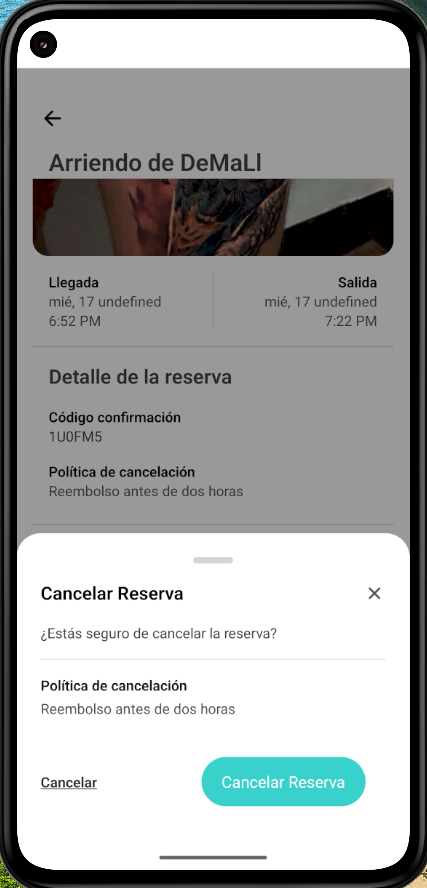 Arriendo de DeMaLl
Llegada
mié, 17 undefined
6:52 PM
Salida
mié, 17 undefined
7:22 PM
Detalle de la reserva
Código confirmación
1U0FM5
Política de cancelación
Reembolso antes de dos horas
Cancelar Reserva
¿Estás seguro de cancelar la reserva?
Política de cancelación
Reembolso antes de dos horas
Cancelar
Cancelar Reserva